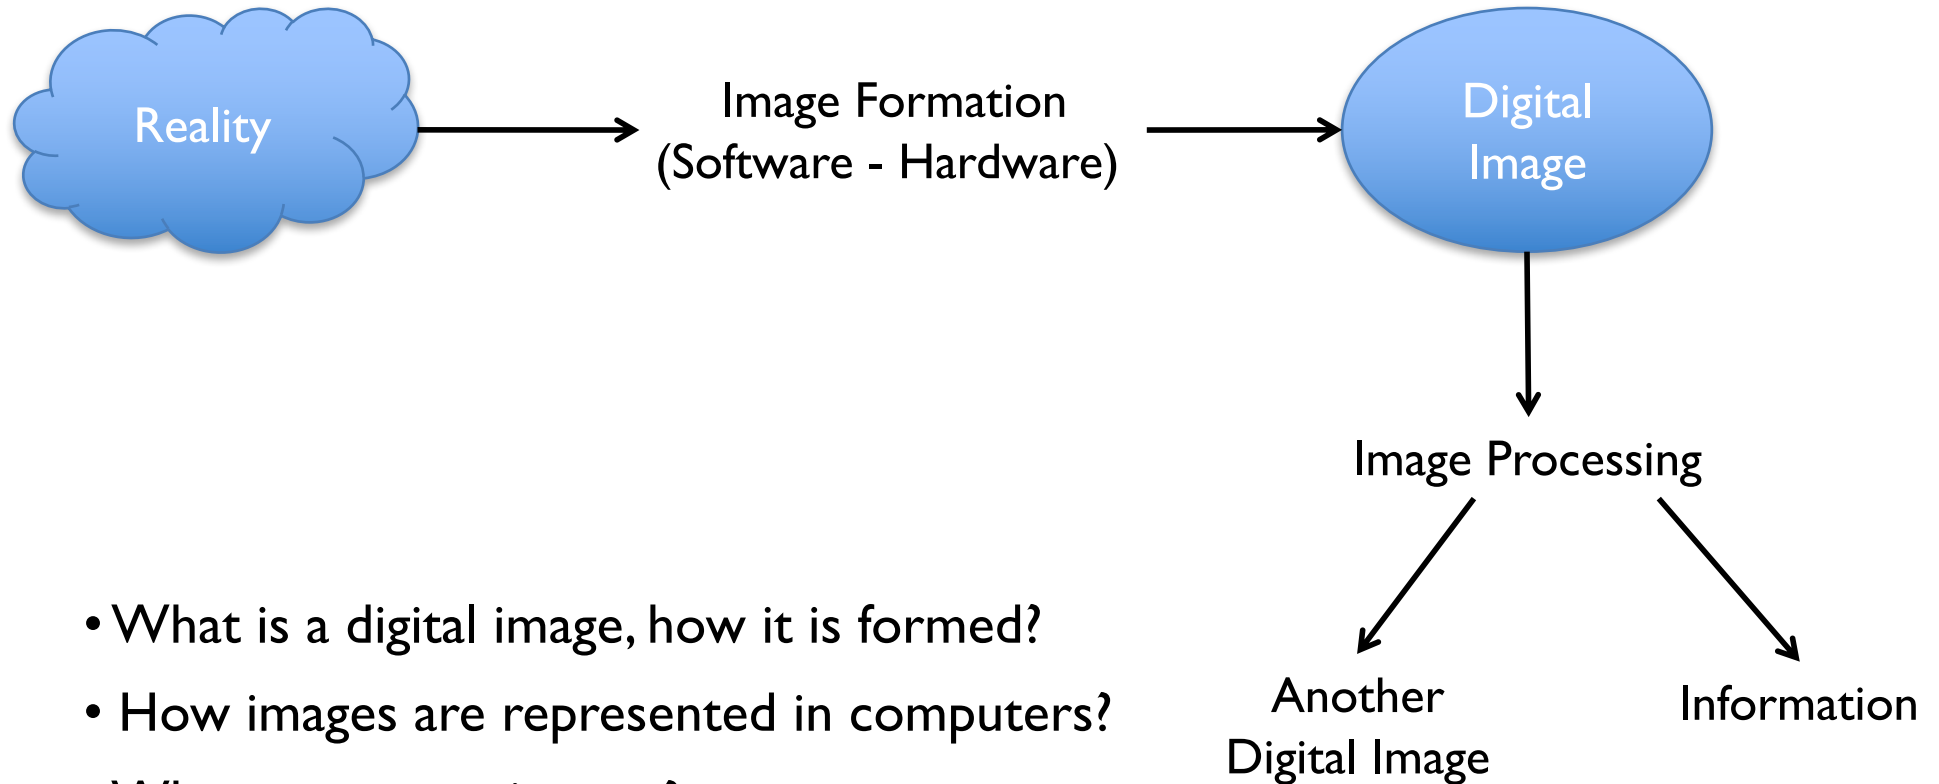 Reality
Image Formation
(Software - Hardware)
Digital
Image
Image Processing
• What is a digital image, how it is formed?
• How images are represented in computers?
Another
Digital Image
Information